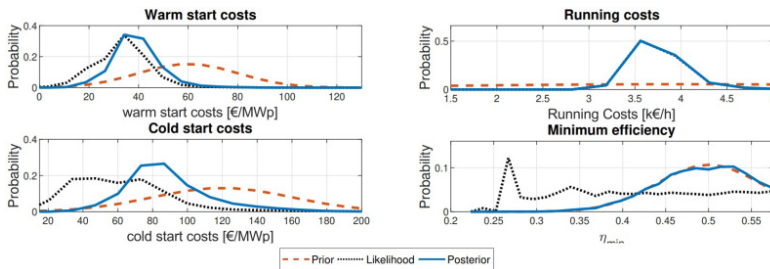 Warm start costs
Probability
0.4
0.2
0
0 20 40 60 80 100 120
warm start costs [€/MWp]
Running costs
Probability
1
0.5
0
1.5 2 2.5 3 3.5 4 4.5
Running Costs [k€/h]
Cold start costs
Probability
0.4
0.2
0
20 40 60 80 100 120 140 160 180 200
cold start costs [€/MWp]
Minimum efficiency
Probability
0.1
0
0.2 0.25 0.3 0.35 0.4 0.45 0.5 0.55
η_min
Prior Likelihood Posterior